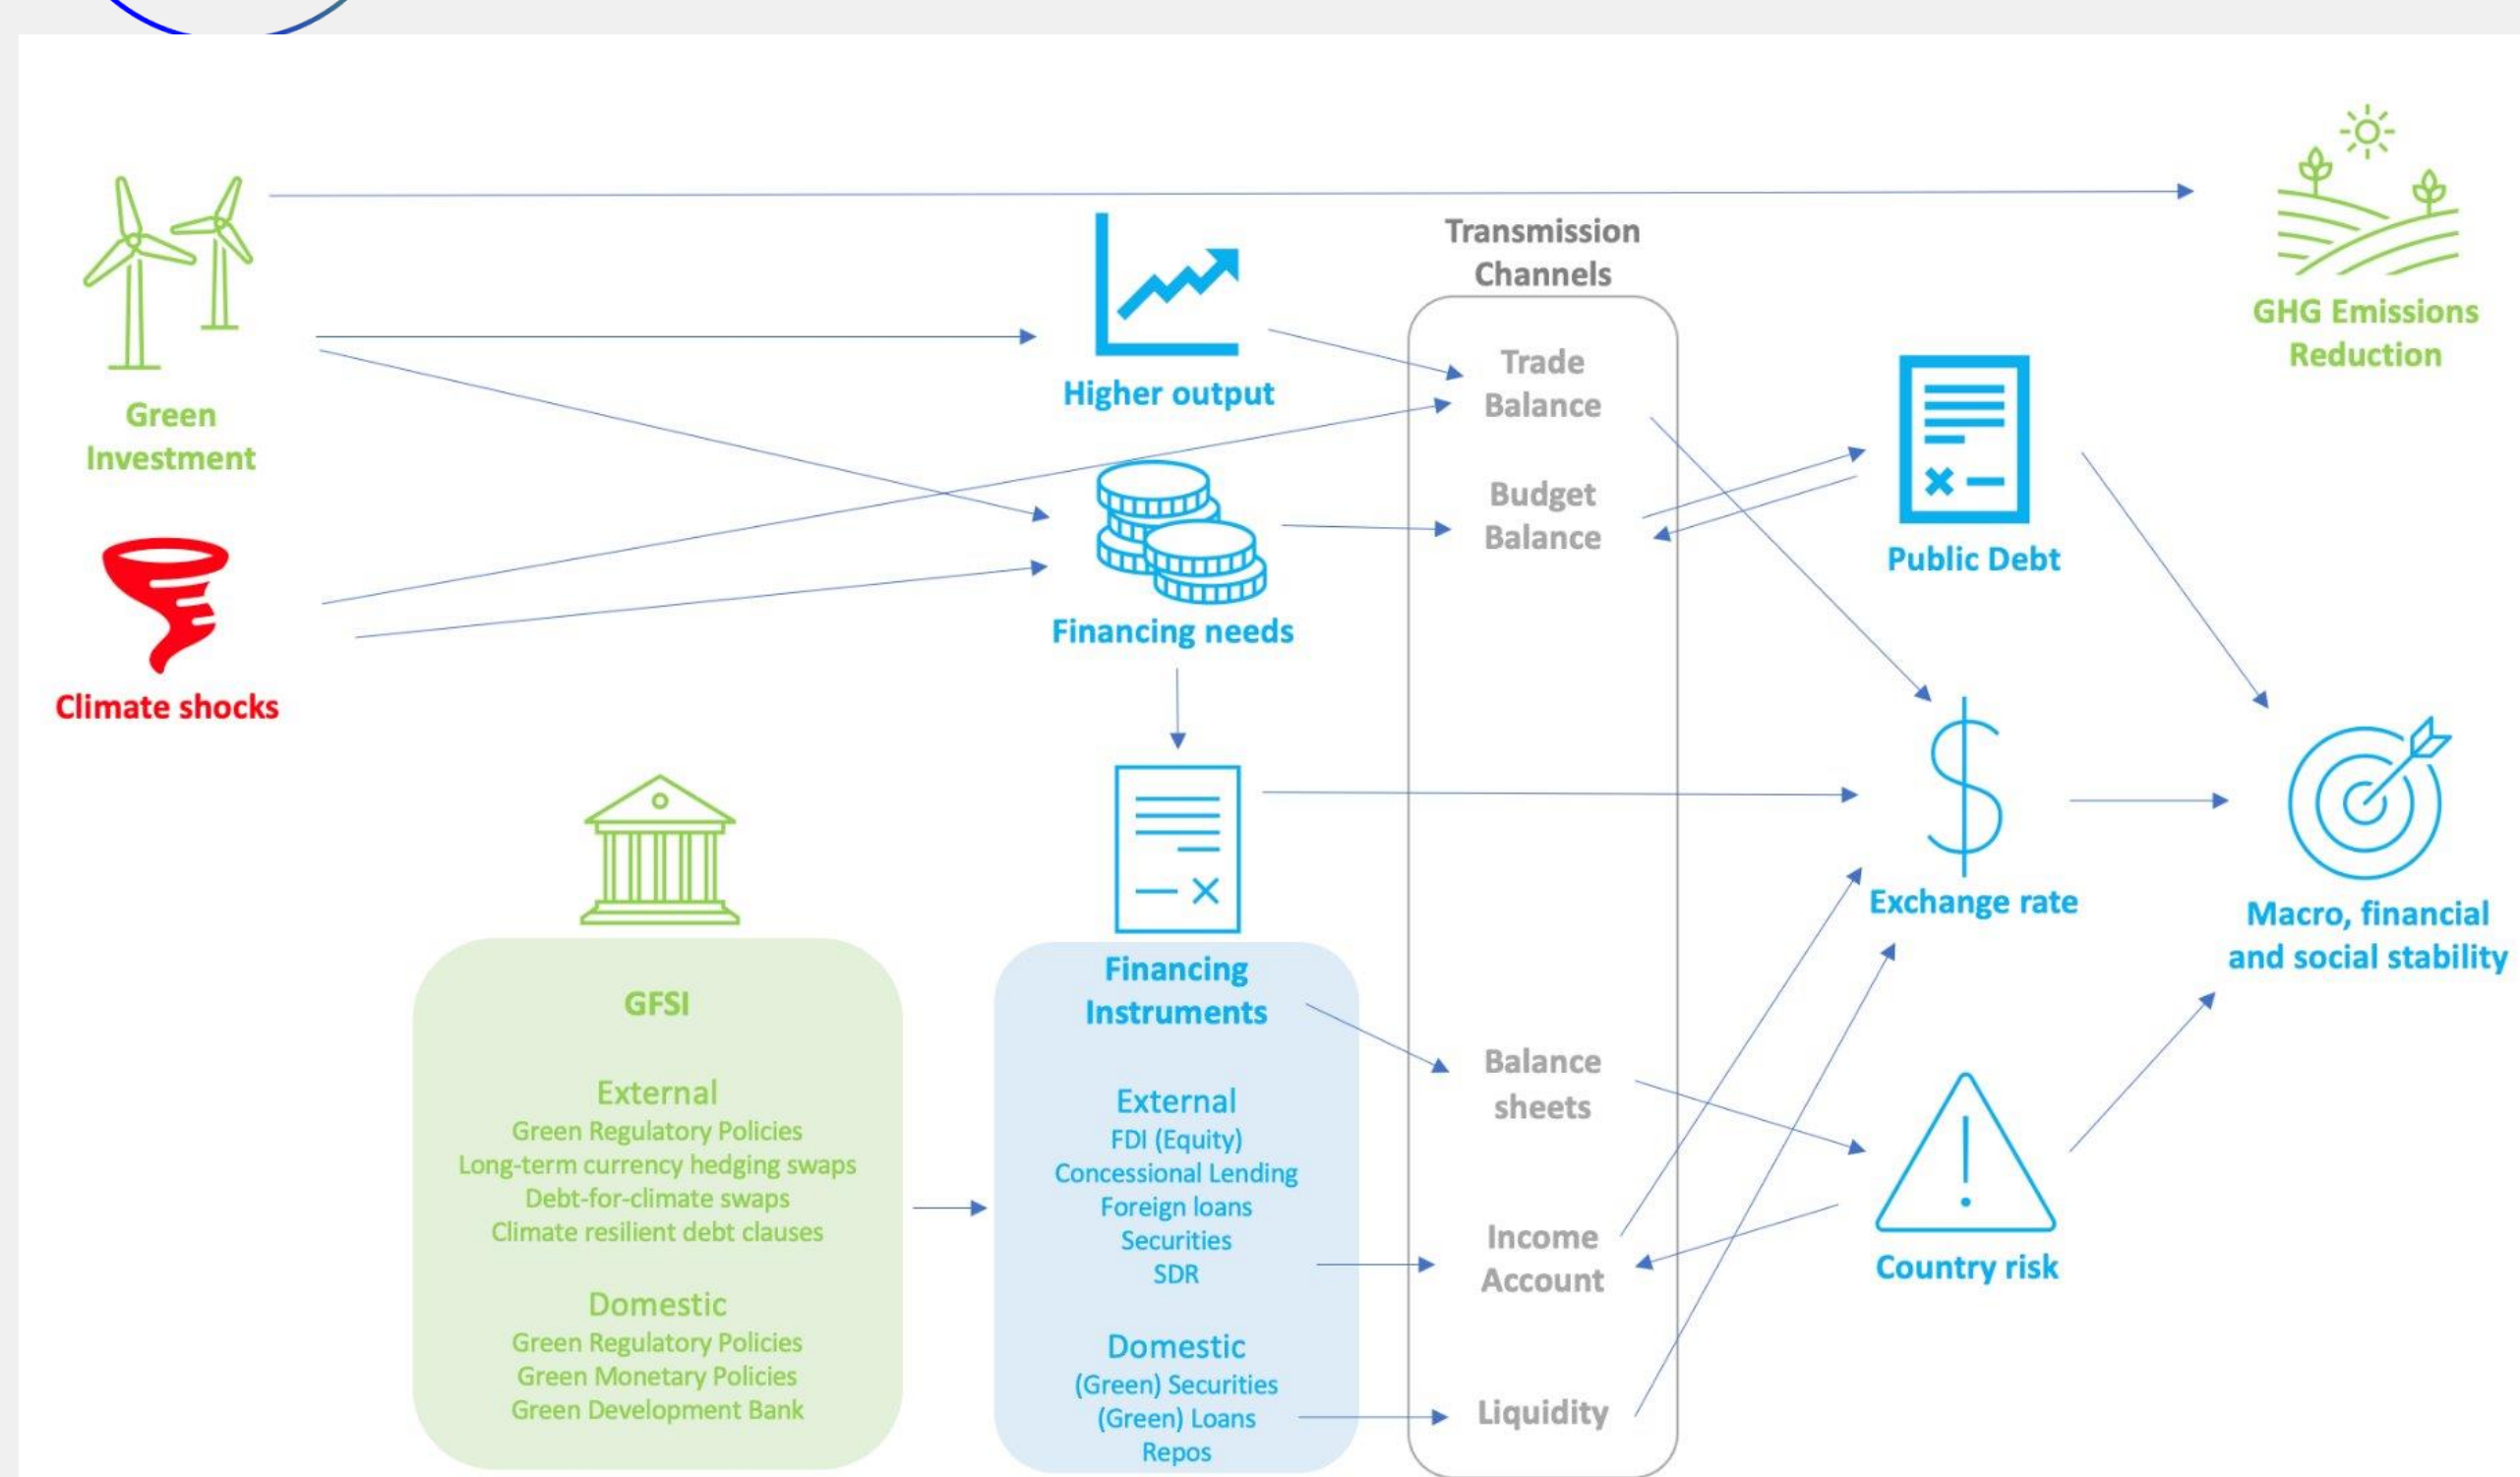 Transmission
Channels
Green
Investment
Climate shocks
Higher output
Financing needs
Trade
Balance
Budget
Balance
Public Debt
GHG Emissions
Reduction
GFSI
External
Green Regulatory Policies
Long-term currency hedging swaps
Debt-for-climate swaps
Climate resilient debt clauses
Domestic
Green Regulatory Policies
Green Monetary Policies
Green Development Bank
Financing
Instruments
External
FDI (Equity)
Concessional Lending
Foreign loans
Securities
SDR
Domestic
(Green) Securities
(Green) Loans
Repos
Balance
sheets
Income
Account
Liquidity
Exchange rate
Country risk
Macro, financial
and social stability